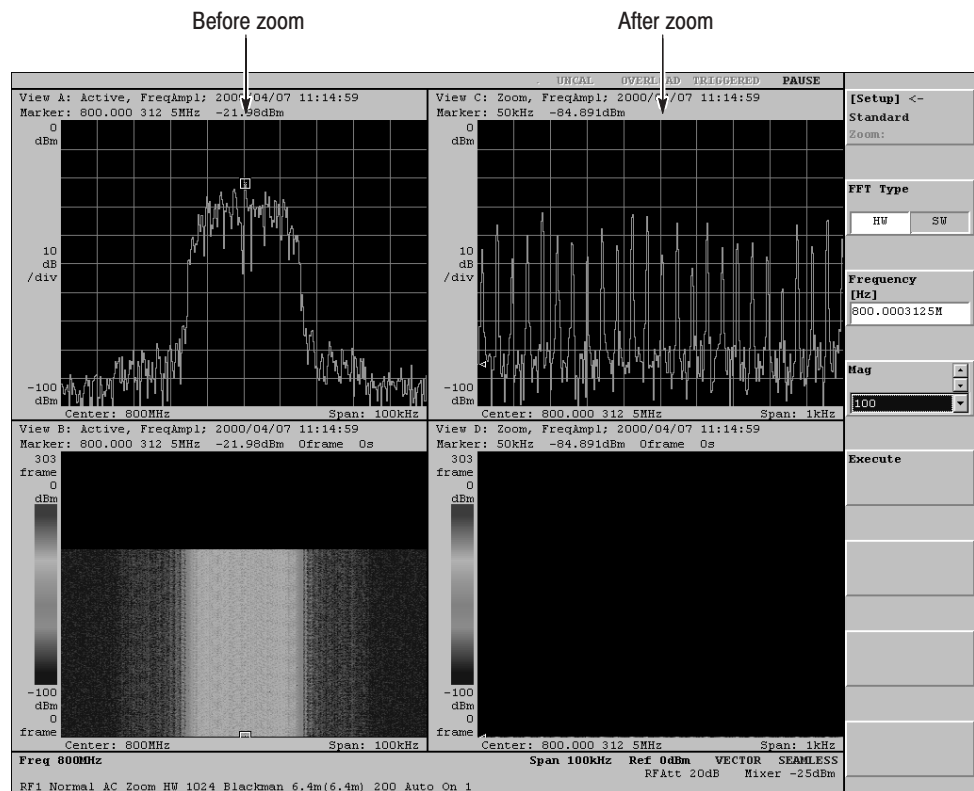 Before zoom
After zoom
. UNCAL OVERLOAD TRIGGERED PAUSE
View A: Active, FreqAmpl; 2000/04/07 11:14:59
Marker: 800.000 312 5MHz -21.98dBm
0
dBm
10
dB
/div
-100
dBm
Center: 800MHz Span: 100kHz
View C: Zoom, FreqAmpl; 2000/04/07 11:14:59
Marker: 50kHz -84.891dBm
0
dBm
10
dB
/div
-100
dBm
Center: 800.000 312 5MHz Span: 1kHz
View B: Active, FreqAmpl; 2000/04/07 11:14:59
Marker: 800.000 312 5MHz -21.98dBm 0frame 0s
303
frame
0
dBm
-100
dBm
0
frame
Center: 800MHz Span: 100kHz
View D: Zoom, FreqAmpl; 2000/04/07 11:14:59
Marker: 50kHz -84.891dBm 0frame 0s
303
frame
0
dBm
-100
dBm
0
frame
Center: 800.000 312 5MHz Span: 1kHz
[Setup] <-
Standard
Zoom:
FFT Type
HW SW
Frequency
[Hz]
800.0003125M
Mag
100
Execute
Freq 800MHz Span 100kHz Ref 0dBm VECTOR SEAMLESS
RFAtt 20dB Mixer -25dBm
RF1 Normal AC Zoom HW 1024 Blackman 6.4m(6.4m) 200 Auto On 1